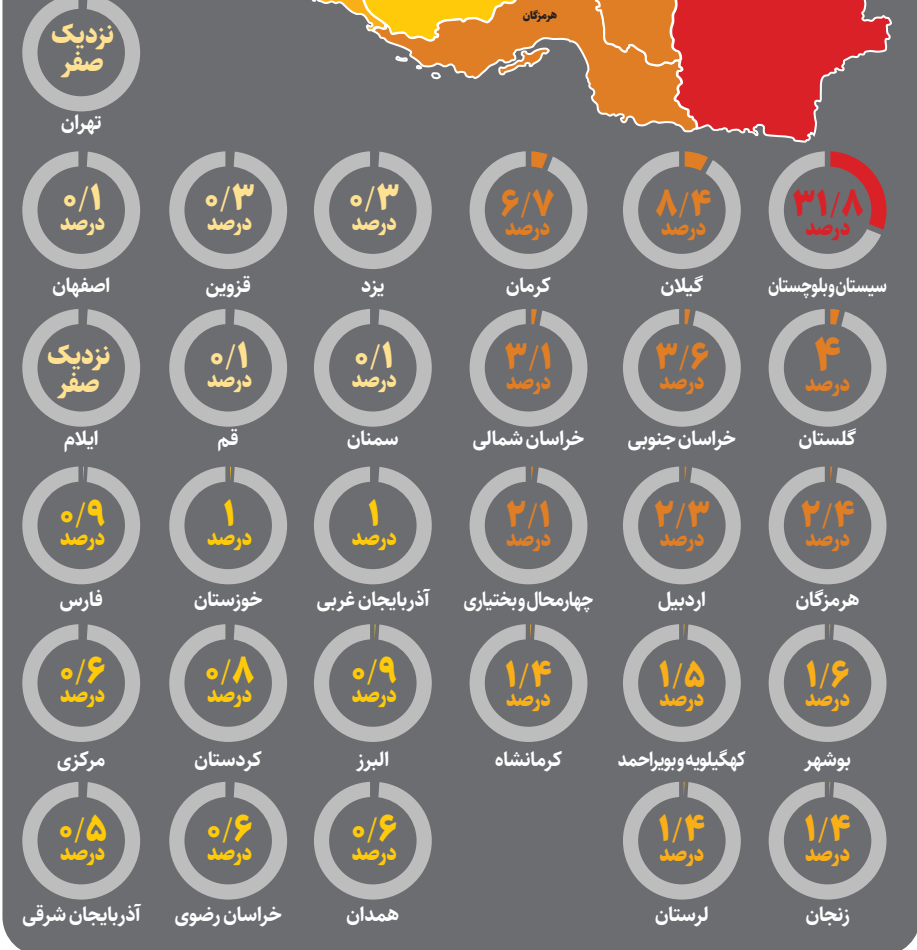 هرمزگان
نزدیک
صفر
تهران
۳۱/۸
درصد
سیستان‌وبلوچستان
۸/۴
درصد
گیلان
۶/۷
درصد
کرمان
۰/۳
درصد
یزد
۰/۳
درصد
قزوین
۰/۱
درصد
اصفهان
۴
درصد
گلستان
۳/۶
درصد
خراسان جنوبی
۳/۱
درصد
خراسان شمالی
۰/۱
درصد
سمنان
۰/۱
درصد
قم
نزدیک
صفر
ایلام
۲/۴
درصد
هرمزگان
۲/۳
درصد
اردبیل
۲/۱
درصد
چهارمحال‌وبختیاری
۱
درصد
آذربایجان غربی
۱
درصد
خوزستان
۰/۹
درصد
فارس
۱/۶
درصد
بوشهر
۱/۵
درصد
کهگیلویه‌وبویراحمد
۱/۴
درصد
کرمانشاه
۰/۹
درصد
البرز
۰/۸
درصد
کردستان
۰/۶
درصد
مرکزی
۱/۴
درصد
زنجان
۱/۴
درصد
لرستان
۰/۶
درصد
همدان
۰/۶
درصد
خراسان رضوی
۰/۵
درصد
آذربایجان شرقی